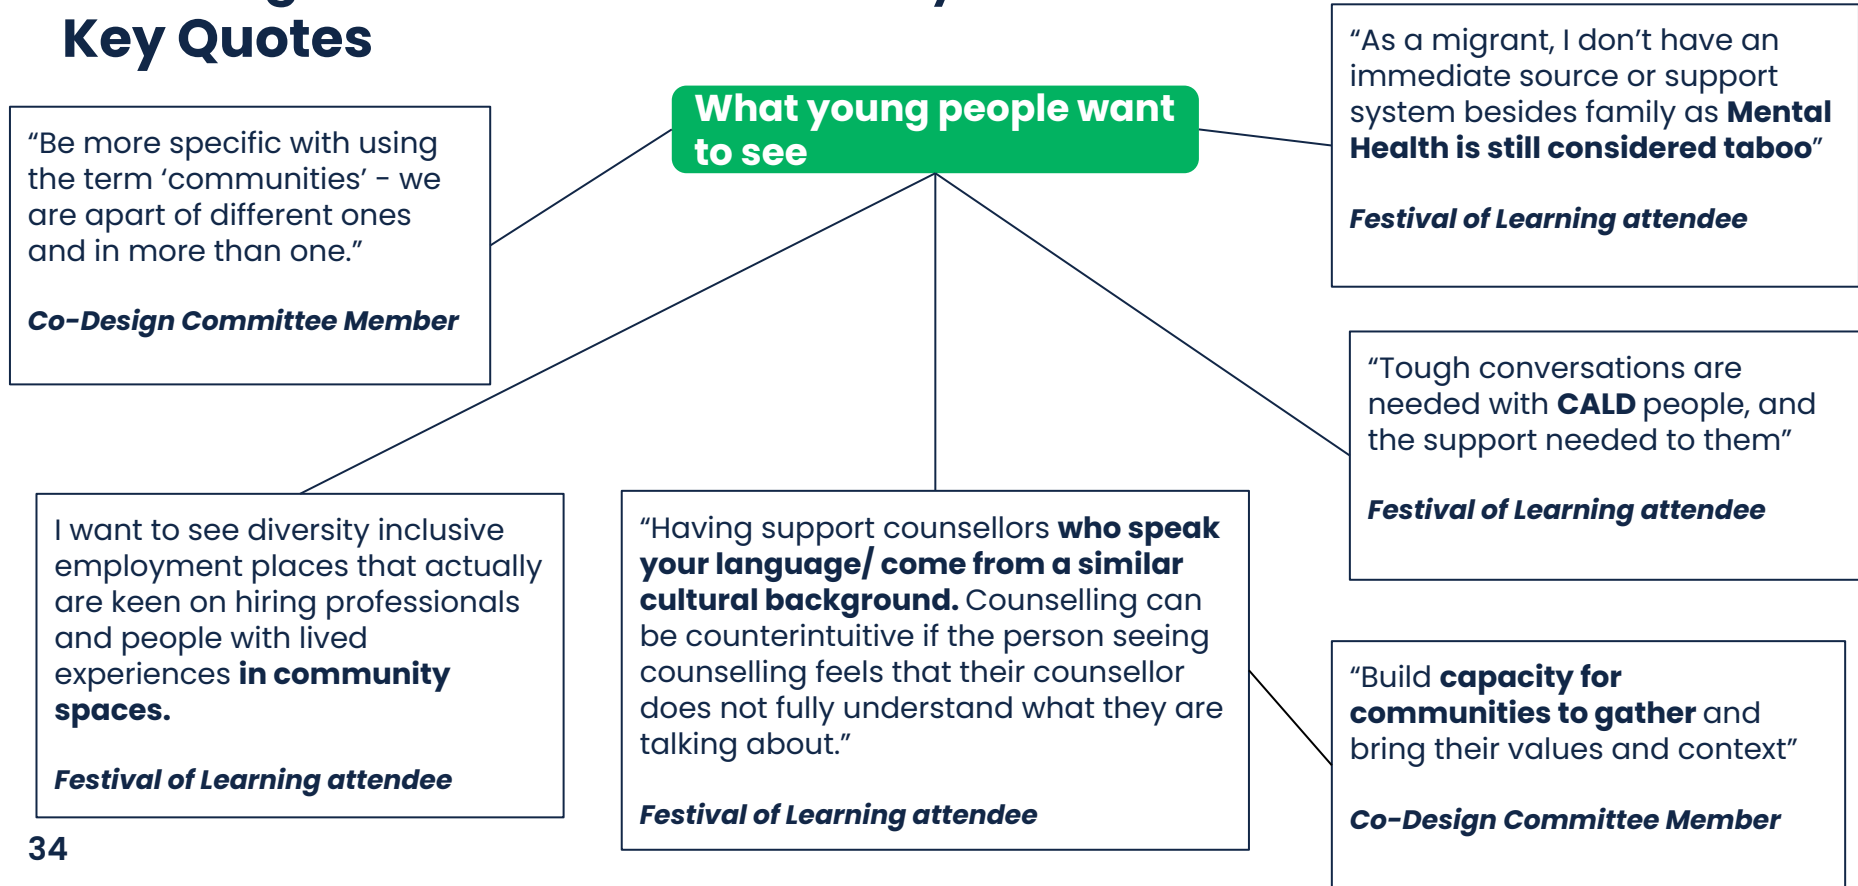 Key Quotes
What young people want
to see
“Be more specific with using
the term ‘communities’ - we
are apart of different ones
and in more than one.”
Co-Design Committee Member
“As a migrant, I don’t have an
immediate source or support
system besides family as Mental
Health is still considered taboo”
Festival of Learning attendee
“Tough conversations are
needed with CALD people, and
the support needed to them”
Festival of Learning attendee
I want to see diversity inclusive
employment places that actually
are keen on hiring professionals
and people with lived
experiences in community
spaces.
Festival of Learning attendee
“Having support counsellors who speak
your language/ come from a similar
cultural background. Counselling can
be counterintuitive if the person seeing
counselling feels that their counsellor
does not fully understand what they are
talking about.”
Festival of Learning attendee
“Build capacity for
communities to gather and
bring their values and context”
Co-Design Committee Member
34